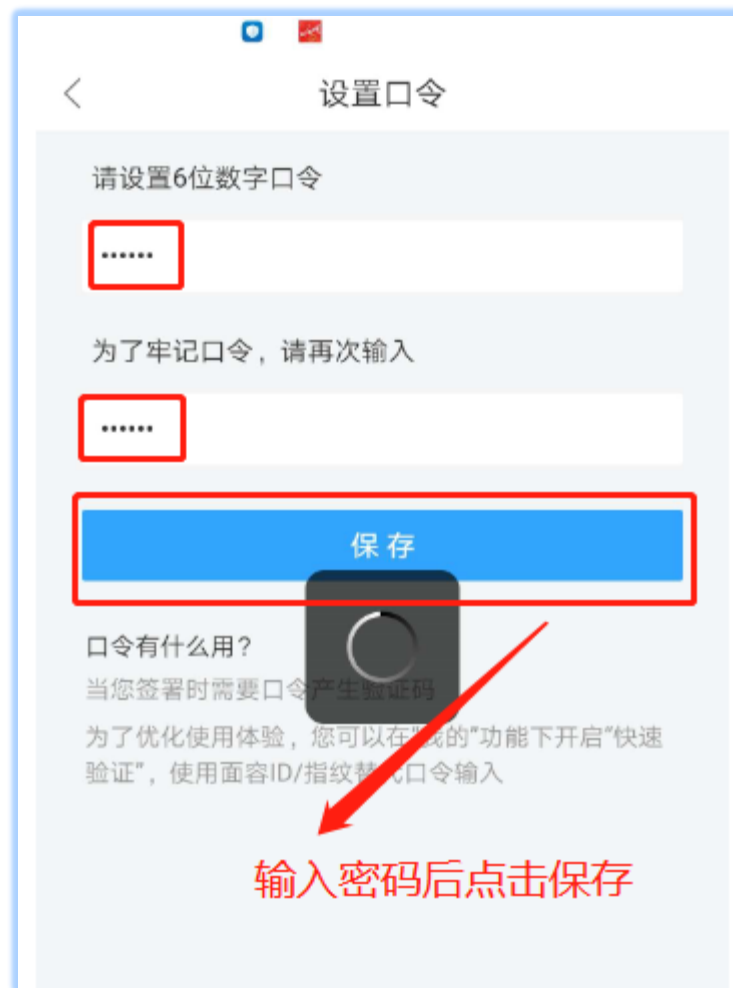 设置口令
请设置6位数字口令
••••••
为了牢记口令，请再次输入
••••••
保存
口令有什么用？
当您签署时需要口令产生验证码
为了优化使用体验，您可以在"我的"功能下开启"快速
验证"，使用面容ID/指纹替代口令输入
输入密码后点击保存